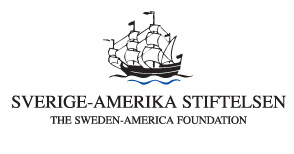 SVERIGE-AMERIKA STIFTELSEN
THE SWEDEN-AMERICA FOUNDATION